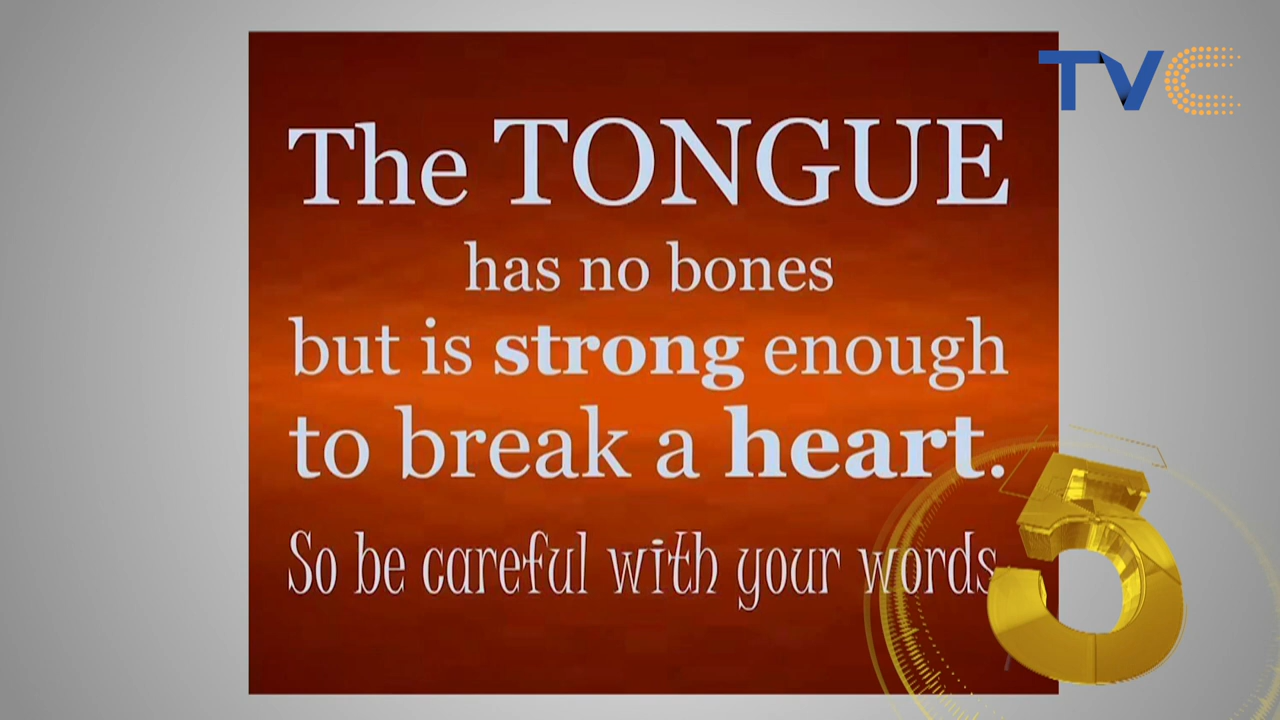 TVC
The TONGUE
has no bones
but is strong enough
to break a heart.
So be careful with your words
5